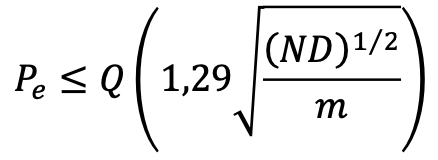 P_e ≤ Q(1,29√((ND)^{1/2}/m))